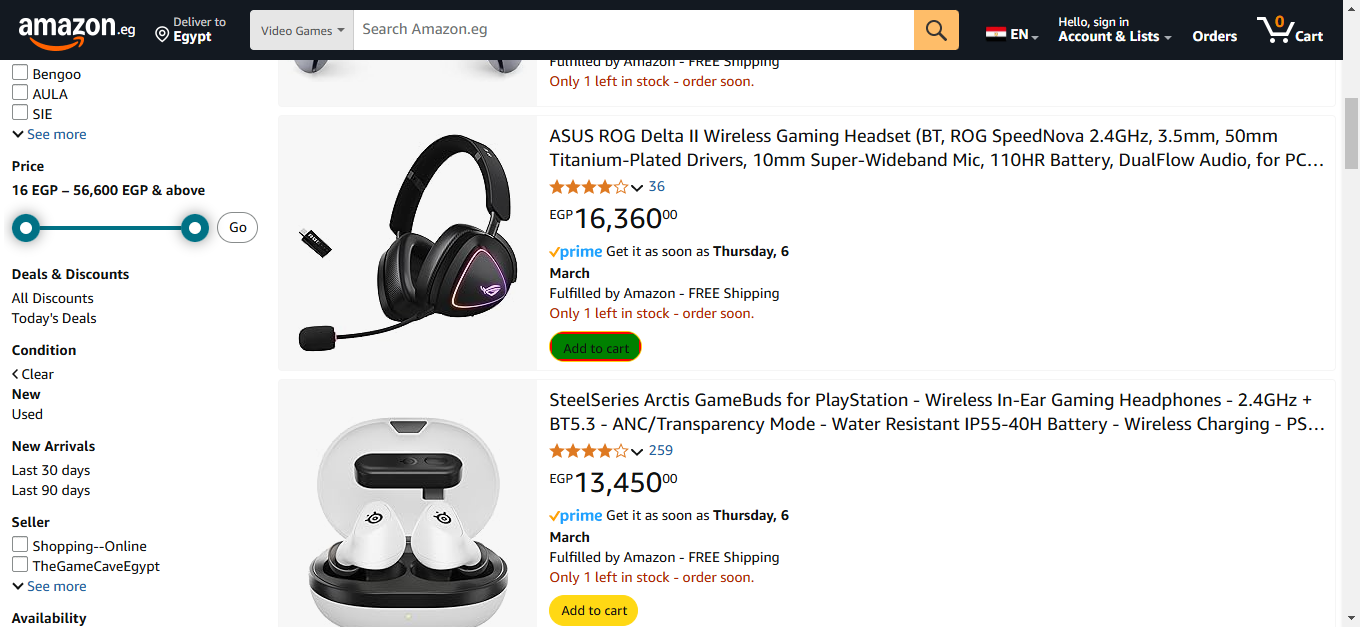 amazon.eg
Deliver to
Egypt
Video Games
Search Amazon.eg
EN
Hello, sign in
Account & Lists
Orders
0
Cart
Bengoo
AULA
SIE
See more
Price
16 EGP – 56,600 EGP & above
Go
Deals & Discounts
All Discounts
Today's Deals
Condition
Clear
New
Used
New Arrivals
Last 30 days
Last 90 days
Seller
Shopping--Online
TheGameCaveEgypt
See more
Availability
Fulfilled by Amazon - FREE Shipping
Only 1 left in stock - order soon.
ASUS ROG Delta II Wireless Gaming Headset (BT, ROG SpeedNova 2.4GHz, 3.5mm, 50mm
Titanium-Plated Drivers, 10mm Super-Wideband Mic, 110HR Battery, DualFlow Audio, for PC…
36
EGP16,36000
prime Get it as soon as Thursday, 6
March
Fulfilled by Amazon - FREE Shipping
Only 1 left in stock - order soon.
Add to cart
SteelSeries Arctis GameBuds for PlayStation - Wireless In-Ear Gaming Headphones - 2.4GHz +
BT5.3 - ANC/Transparency Mode - Water Resistant IP55-40H Battery - Wireless Charging - PS…
259
EGP13,45000
prime Get it as soon as Thursday, 6
March
Fulfilled by Amazon - FREE Shipping
Only 1 left in stock - order soon.
Add to cart